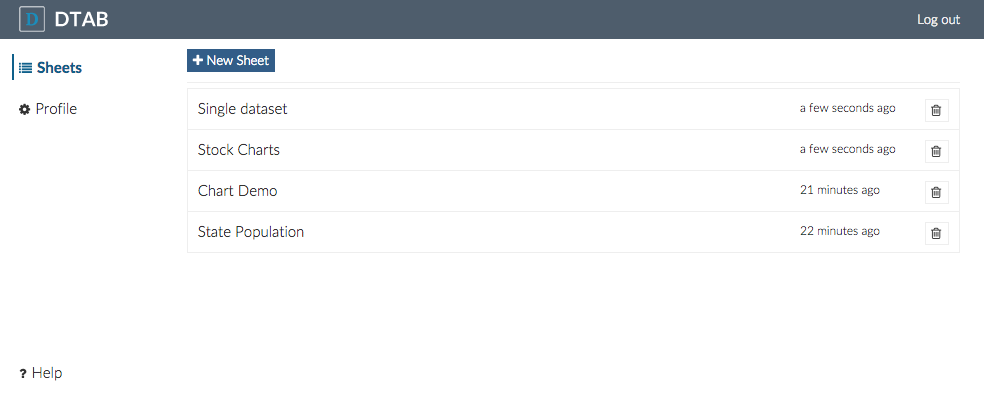 D DTAB
Log out
Sheets
Profile
? Help
+ New Sheet
Single dataset a few seconds ago
Stock Charts a few seconds ago
Chart Demo 21 minutes ago
State Population 22 minutes ago